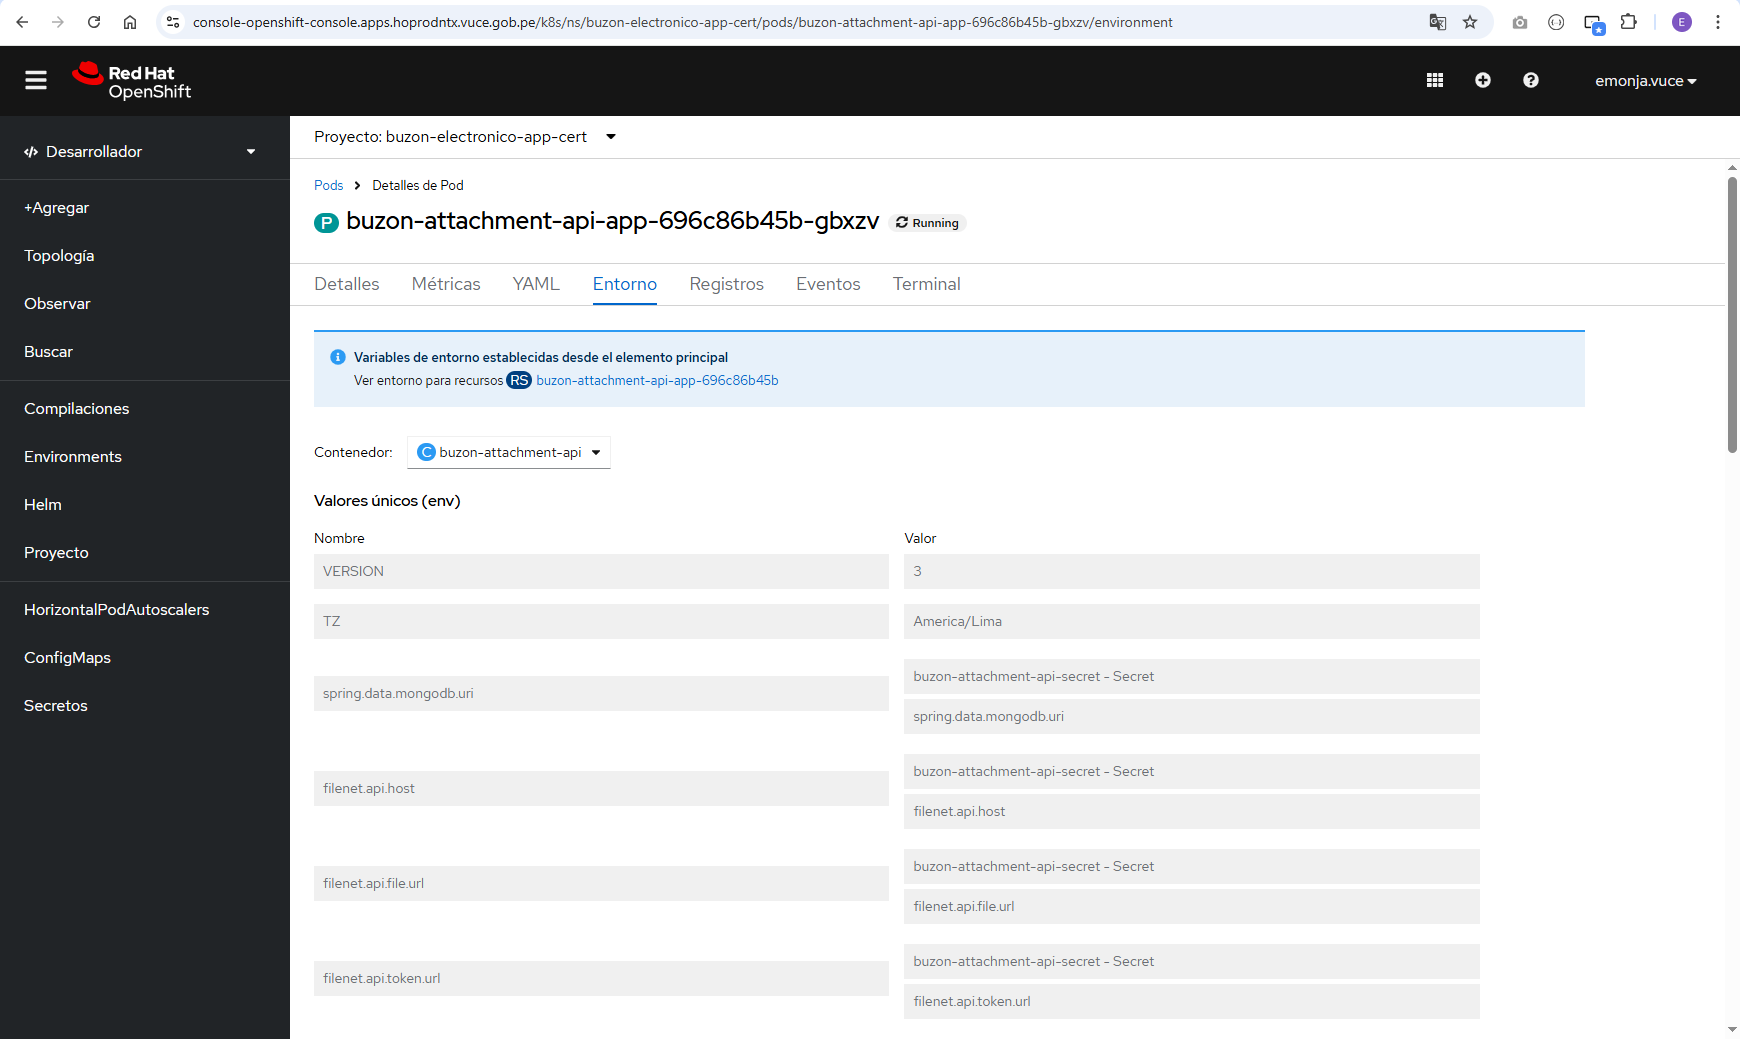 console-openshift-console.apps.hoprodntx.vuce.gob.pe/k8s/ns/buzon-electronico-app-cert/pods/buzon-attachment-api-app-696c86b45b-gbxzv/environment
E
Red Hat
OpenShift
emonja.vuce
Desarrollador
+Agregar
Topología
Observar
Buscar
Compilaciones
Environments
Helm
Proyecto
HorizontalPodAutoscalers
ConfigMaps
Secretos
Proyecto: buzon-electronico-app-cert
Pods > Detalles de Pod
P buzon-attachment-api-app-696c86b45b-gbxzv Running
Detalles Métricas YAML Entorno Registros Eventos Terminal
Variables de entorno establecidas desde el elemento principal
Ver entorno para recursos RS buzon-attachment-api-app-696c86b45b
Contenedor: C buzon-attachment-api
Valores únicos (env)
Nombre Valor
VERSION 3
TZ America/Lima
spring.data.mongodb.uri
buzon-attachment-api-secret - Secret
spring.data.mongodb.uri
filenet.api.host
buzon-attachment-api-secret - Secret
filenet.api.host
filenet.api.file.url
buzon-attachment-api-secret - Secret
filenet.api.file.url
filenet.api.token.url
buzon-attachment-api-secret - Secret
filenet.api.token.url